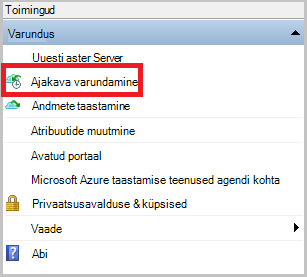 Toimingud
Varundus
Uuesti aster Server
Ajakava varundamine
Andmete taastamine
Atribuutide muutmine
Avatud portaal
Microsoft Azure taastamise teenused agendi kohta
Privaatsusavalduse & küpsised
Vaade
Abi